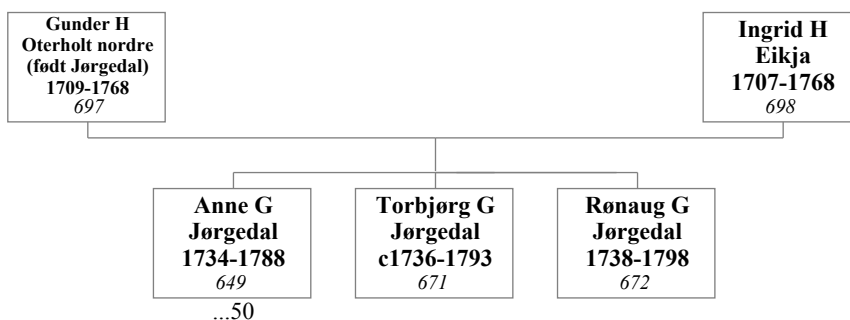 Gunder H
Oterholt nordre
(født Jørgedal)
1709-1768
697
Ingrid H
Eikja
1707-1768
698
Anne G
Jørgedal
1734-1788
649
...50
Torbjørg G
Jørgedal
c1736-1793
671
Rønaug G
Jørgedal
1738-1798
672